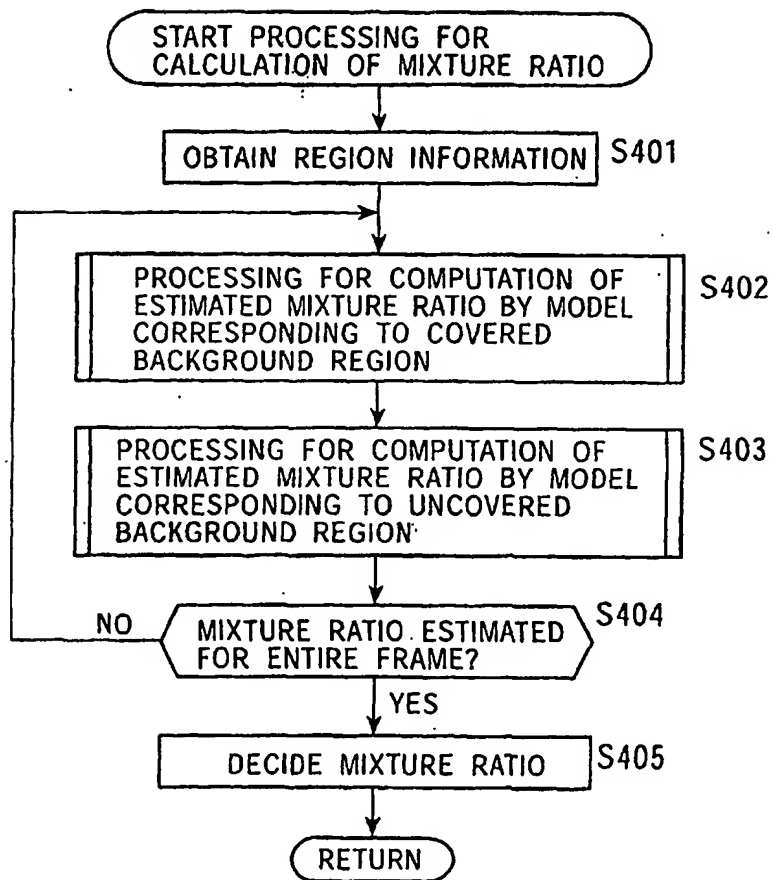 START PROCESSING FOR
CALCULATION OF MIXTURE RATIO
OBTAIN REGION INFORMATION
S401
PROCESSING FOR COMPUTATION OF
ESTIMATED MIXTURE RATIO BY MODEL
CORRESPONDING TO COVERED
BACKGROUND REGION
S402
PROCESSING FOR COMPUTATION OF
ESTIMATED MIXTURE RATIO BY MODEL
CORRESPONDING TO UNCOVERED
BACKGROUND REGION
S403
MIXTURE RATIO ESTIMATED
FOR ENTIRE FRAME?
S404
NO
YES
DECIDE MIXTURE RATIO
S405
RETURN